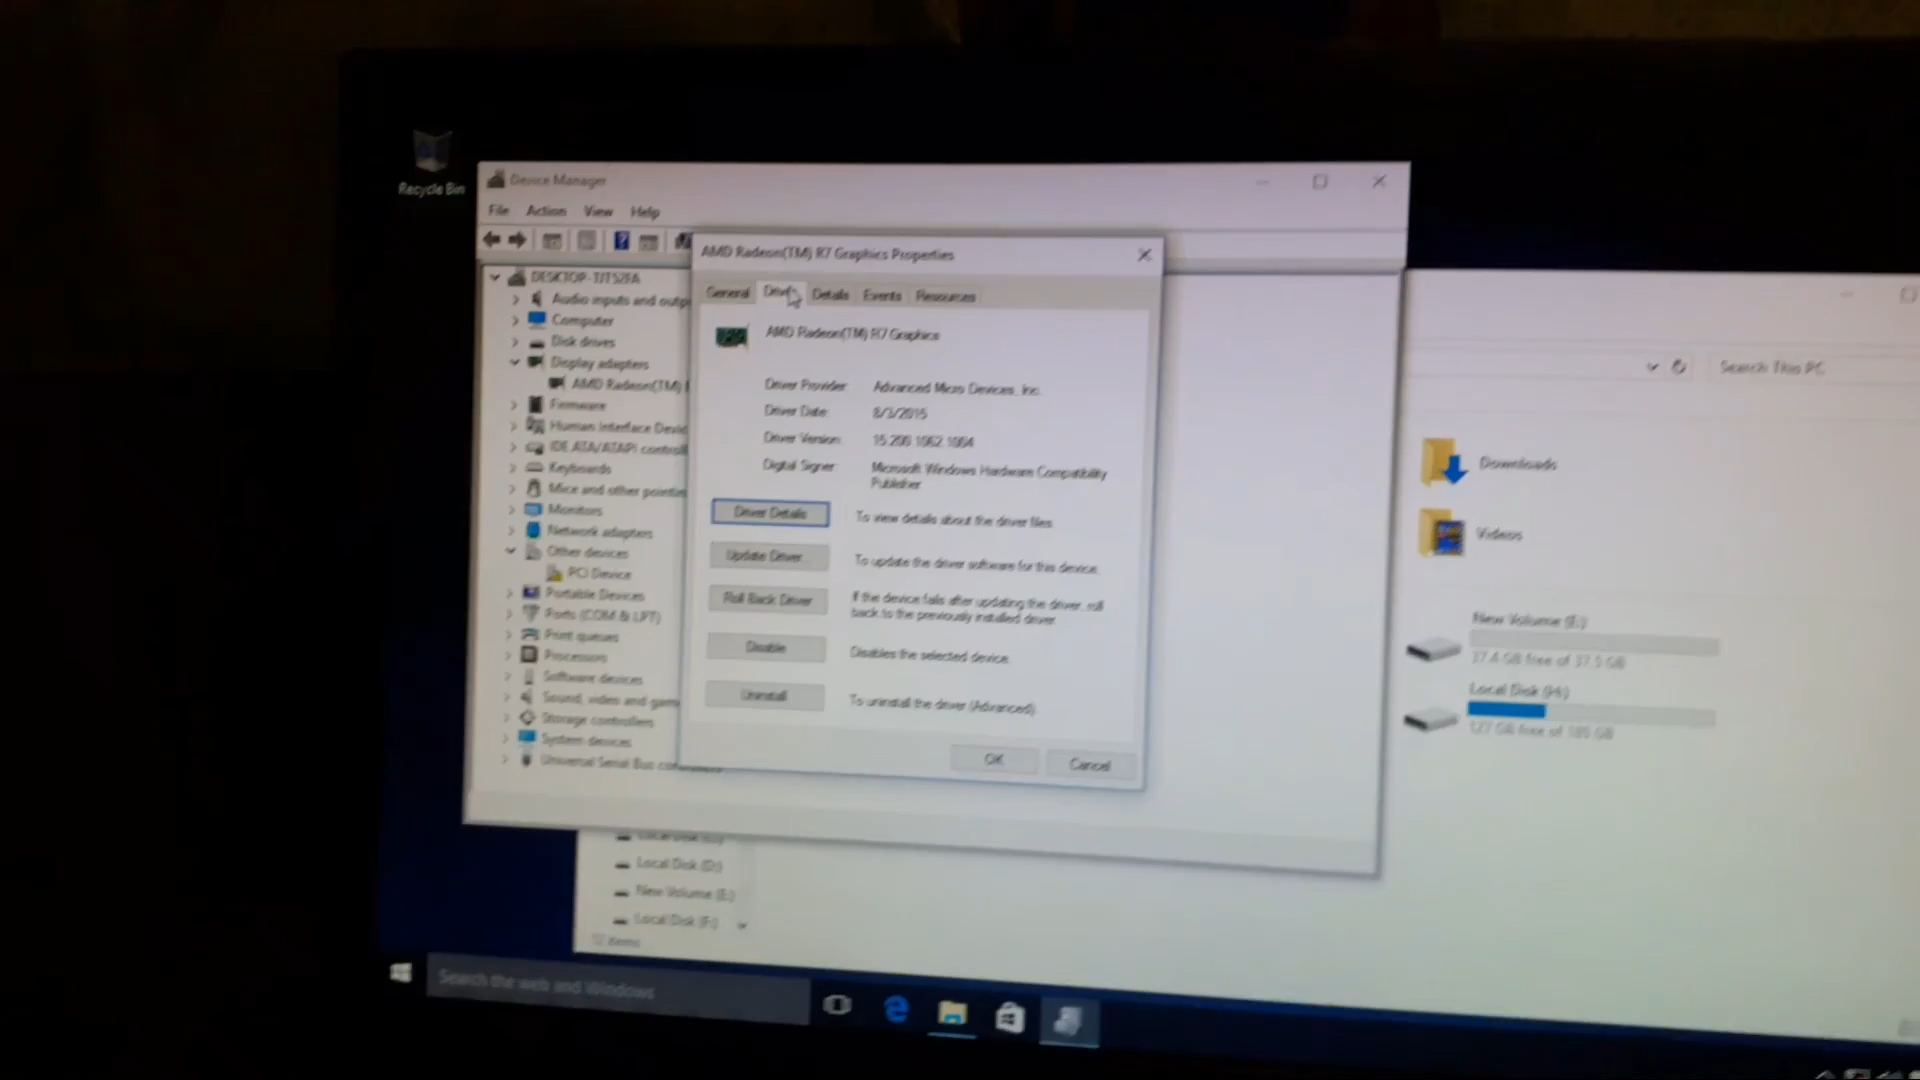 Recycle Bin
Device Manager
File Action View Help
DESKTOP-TJTS2FA
Audio inputs and outp
Computer
Disk drives
Display adapters
AMD Radeon(TM)
Firmware
Human Interface Devic
IDE ATA/ATAPI controll
Keyboards
Mice and other pointin
Monitors
Network adapters
Other devices
PCI Device
Portable Devices
Ports (COM & LPT)
Print queues
Processors
Software devices
Sound, video and game
Storage controllers
System devices
Universal Serial Bus
AMD Radeon(TM) R7 Graphics Properties
General Driver Details Events Resources
AMD Radeon(TM) R7 Graphics
Driver Provider: Advanced Micro Devices, Inc.
Driver Date: 8/3/2015
Driver Version: 15.200.1062.1004
Digital Signer: Microsoft Windows Hardware Compatibility
Publisher
Driver Details To view details about the driver files.
Update Driver... To update the driver software for this device.
Roll Back Driver If the device fails after updating the driver, roll
back to the previously installed driver.
Disable Disables the selected device.
Uninstall To uninstall the driver (Advanced).
OK Cancel
Search This PC
Downloads
Videos
New Volume (E:)
37.4 GB free of 37.5 GB
Local Disk (H:)
127 GB free of 185 GB
Local Disk (D:)
New Volume (E:)
Local Disk (F:)
items
Search the web and Windows